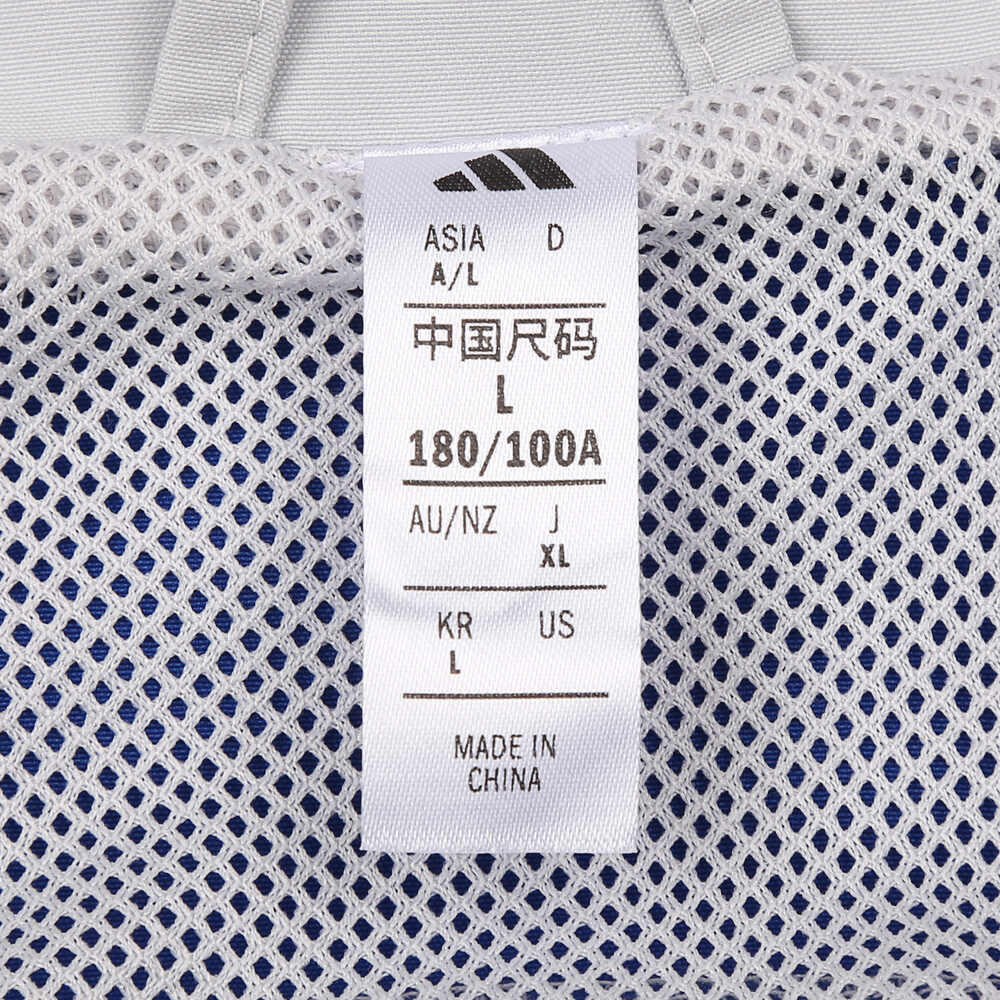 ASIA D
A/L
中国尺码
L
180/100A
AU/NZ J
XL
KR US
L
MADE IN
CHINA